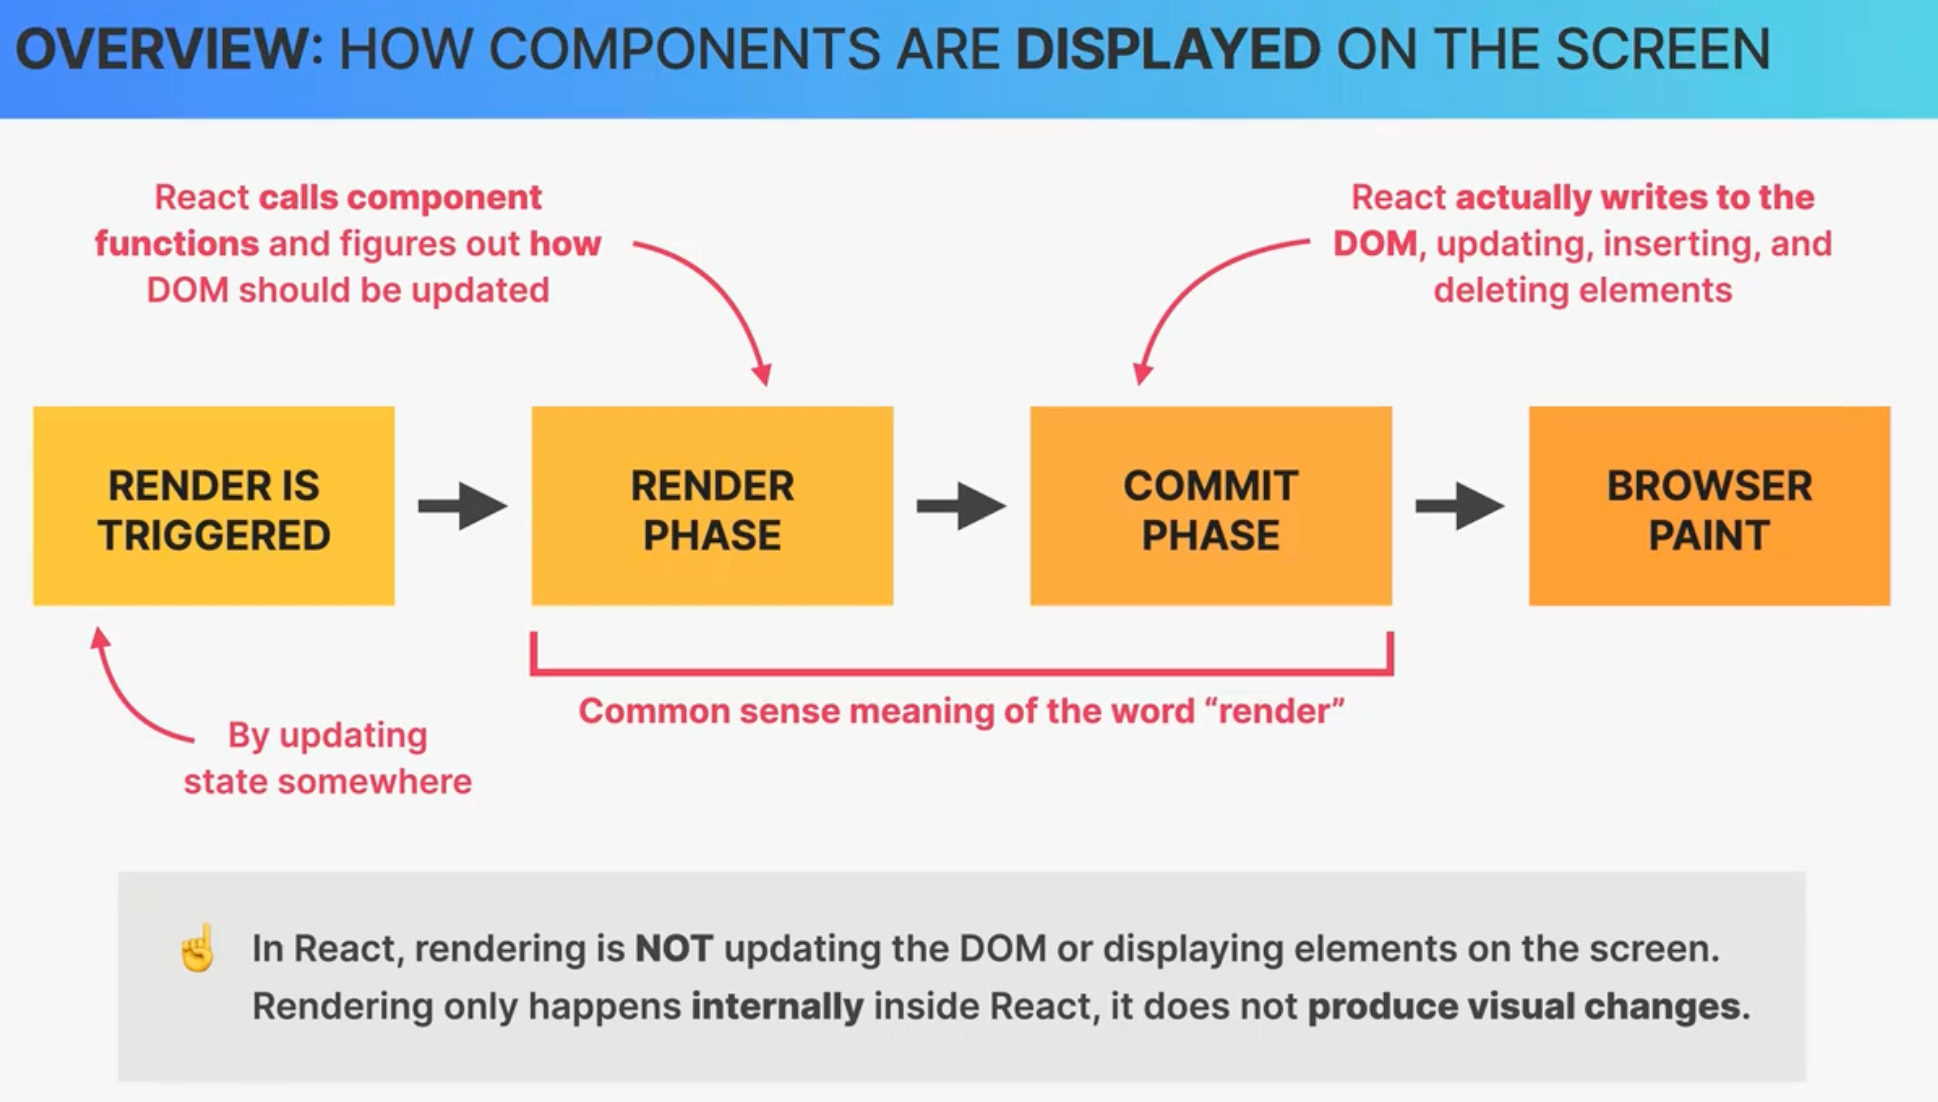 OVERVIEW: HOW COMPONENTS ARE DISPLAYED ON THE SCREEN
React calls component
functions and figures out how
DOM should be updated
React actually writes to the
DOM, updating, inserting, and
deleting elements
RENDER IS
TRIGGERED
RENDER
PHASE
COMMIT
PHASE
BROWSER
PAINT
By updating
state somewhere
Common sense meaning of the word “render”
☝️ In React, rendering is NOT updating the DOM or displaying elements on the screen.
Rendering only happens internally inside React, it does not produce visual changes.